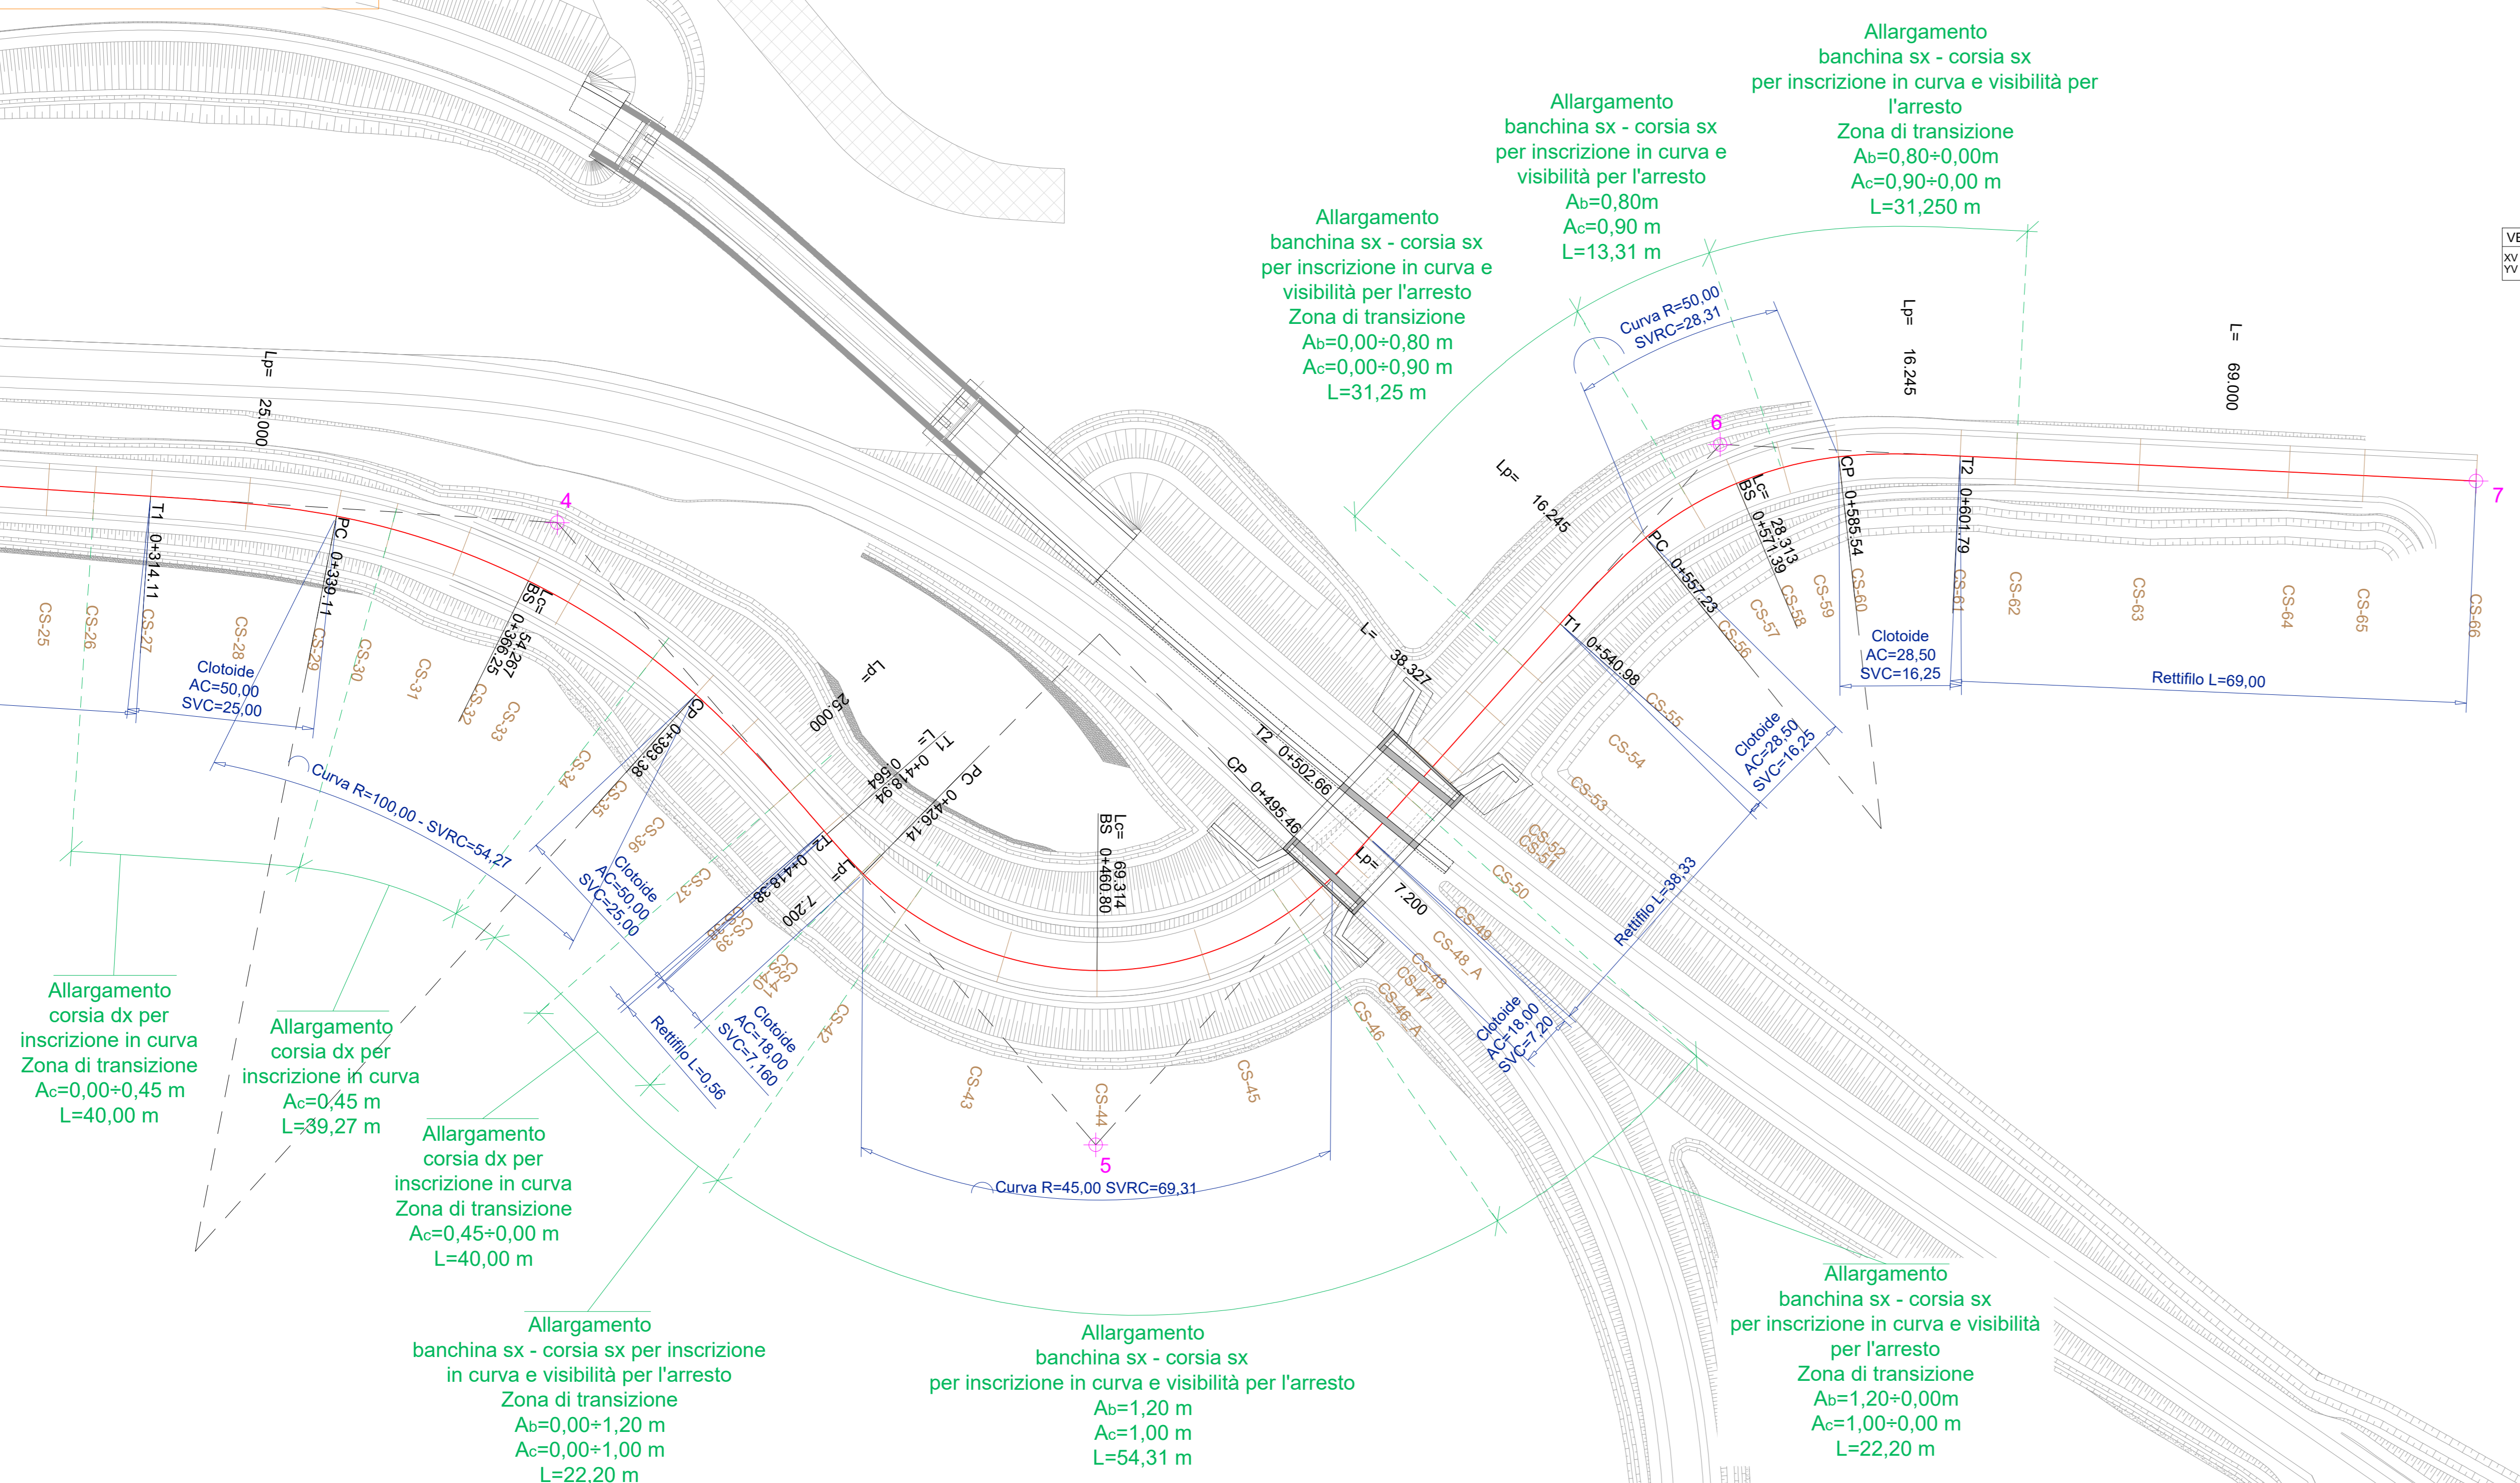 Allargamento
banchina sx - corsia sx
per inscrizione in curva e visibilità per
l'arresto
Zona di transizione
Ab=0,80÷0,00m
Ac=0,90÷0,00 m
L=31,250 m
Allargamento
banchina sx - corsia sx
per inscrizione in curva e
visibilità per l'arresto
Ab=0,80m
Ac=0,90 m
L=13,31 m
Allargamento
banchina sx - corsia sx
per inscrizione in curva e
visibilità per l'arresto
Zona di transizione
Ab=0,00÷0,80 m
Ac=0,00÷0,90 m
L=31,25 m
XV
YV
Curva R=50,00
SVRC=28,31
Lp= 16.245
L= 69.000
Lp= 25.000
4
6
7
Lp= 16.245
T1 0+314.11
PC 0+339.11
Lc= 54.267
BS 0+366.25
CP 0+393.38
Lp= 25.000
T2 0+418.38
L= 0.564
T1 0+418.94
Lp= 7.200
PC 0+426.14
Lc= 69.314
BS 0+460.80
CP 0+495.46
T2 0+502.66
Lp= 7.200
L= 38.327
T1 0+540.98
PC 0+557.23
Lc= 28.313
BS 0+571.39
CP 0+585.54
T2 0+601.79
CS-25
CS-26
CS-27
CS-28
CS-29
CS-30
CS-31
CS-32
CS-33
CS-34
CS-35
CS-36
CS-37
CS-39
CS-40
CS-41
CS-42
CS-43
CS-44
CS-45
CS-46
CS-46_A
CS-47
CS-48
CS-48_A
CS-49
CS-50
CS-51
CS-52
CS-53
CS-54
CS-55
CS-56
CS-57
CS-58
CS-59
CS-60
CS-61
CS-62
CS-63
CS-64
CS-65
CS-66
Clotoide
AC=50,00
SVC=25,00
Curva R=100,00 - SVRC=54,27
Clotoide
AC=50,00
SVC=25,00
Rettifilo L=0,56
Clotoide
AC=18,00
SVC=7,160
Curva R=45,00 SVRC=69,31
5
Clotoide
AC=18,00
SVC=7,20
Rettifilo L=38,33
Clotoide
AC=28,50
SVC=16,25
Clotoide
AC=28,50
SVC=16,25
Rettifilo L=69,00
Allargamento
corsia dx per
inscrizione in curva
Zona di transizione
Ac=0,00÷0,45 m
L=40,00 m
Allargamento
corsia dx per
inscrizione in curva
Ac=0,45 m
L=39,27 m
Allargamento
corsia dx per
inscrizione in curva
Zona di transizione
Ac=0,45÷0,00 m
L=40,00 m
Allargamento
banchina sx - corsia sx per inscrizione
in curva e visibilità per l'arresto
Zona di transizione
Ab=0,00÷1,20 m
Ac=0,00÷1,00 m
L=22,20 m
Allargamento
banchina sx - corsia sx
per inscrizione in curva e visibilità per l'arresto
Ab=1,20 m
Ac=1,00 m
L=54,31 m
Allargamento
banchina sx - corsia sx
per inscrizione in curva e visibilità
per l'arresto
Zona di transizione
Ab=1,20÷0,00m
Ac=1,00÷0,00 m
L=22,20 m